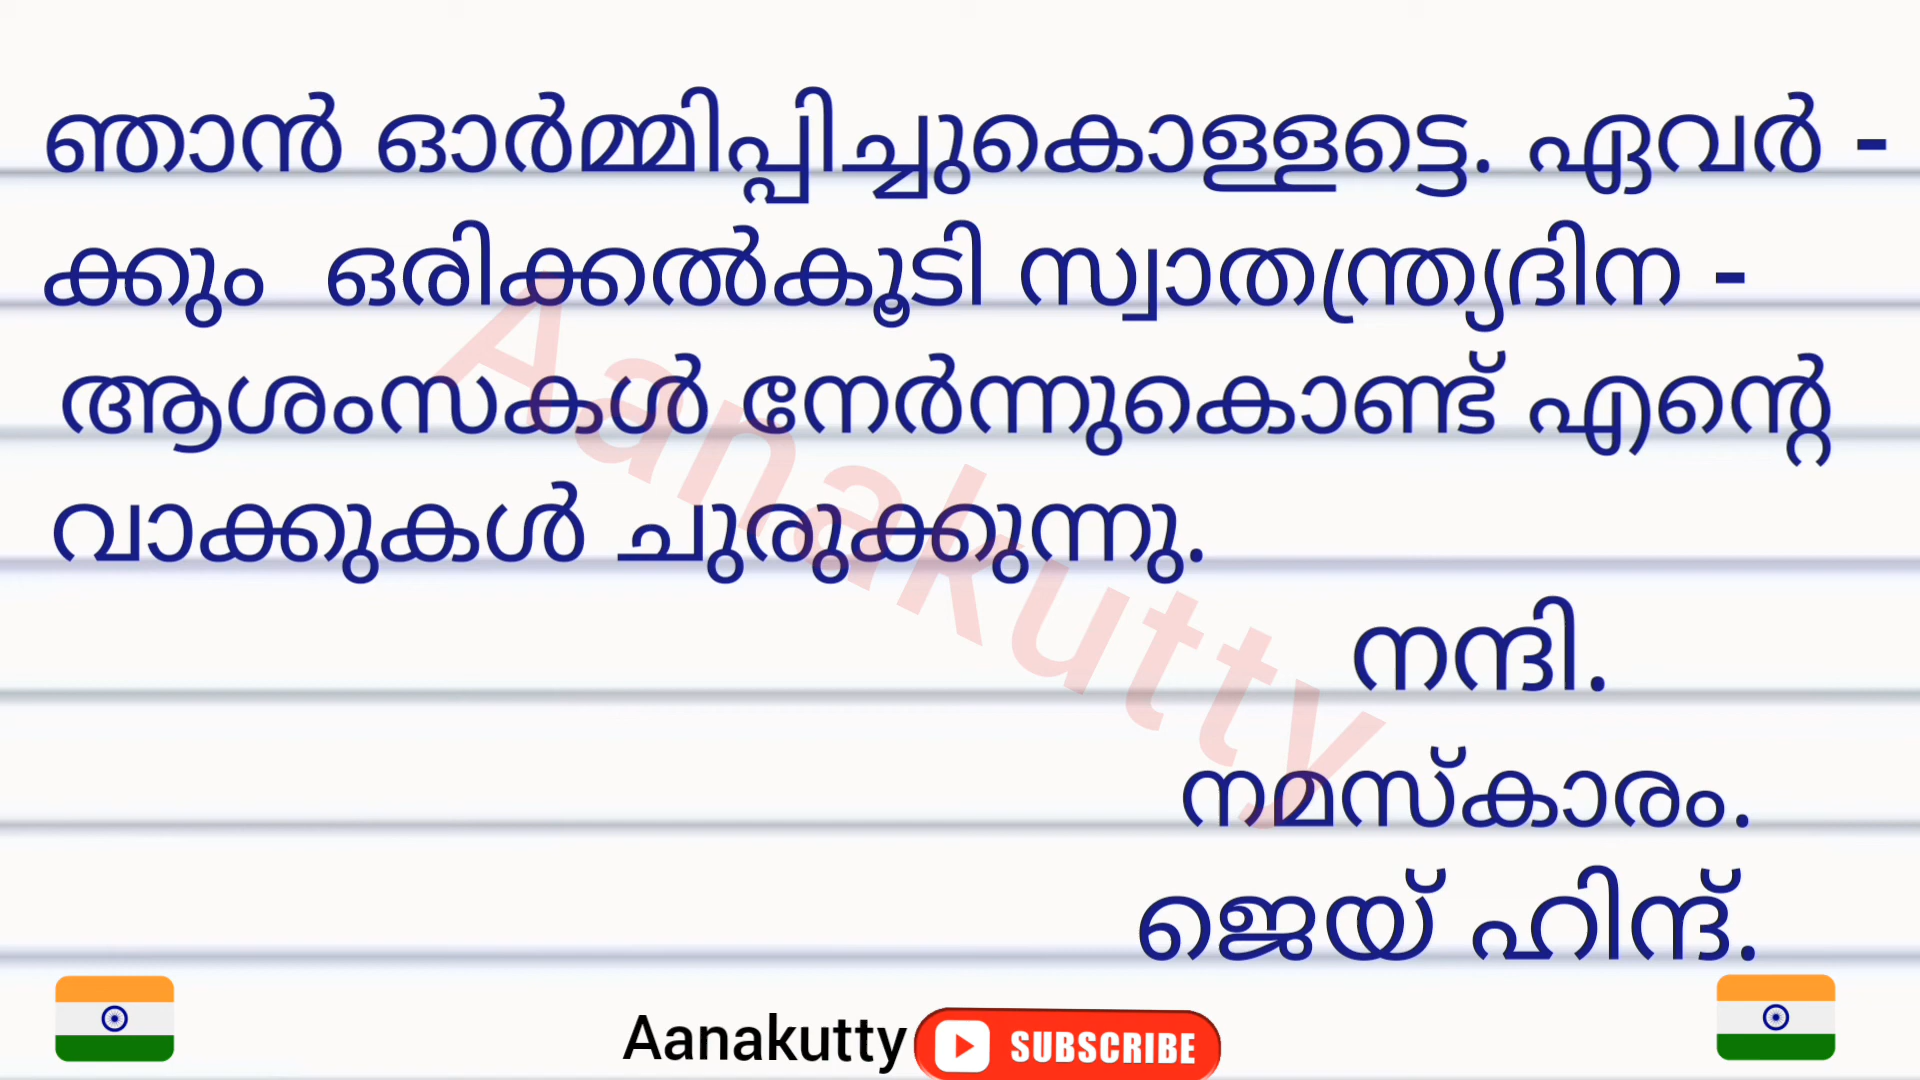 ഞാൻ ഓർമ്മിപ്പിച്ചുകൊള്ളട്ടെ. ഏവർ -
ക്കും ഒരിക്കൽകൂടി സ്വാതന്ത്ര്യദിന -
ആശംസകൾ നേർന്നുകൊണ്ട് എന്റെ
വാക്കുകൾ ചുരുക്കുന്നു.
നന്ദി.
നമസ്കാരം.
ജെയ് ഹിന്ദ്.
Aanakutty
Aanakutty SUBSCRIBE